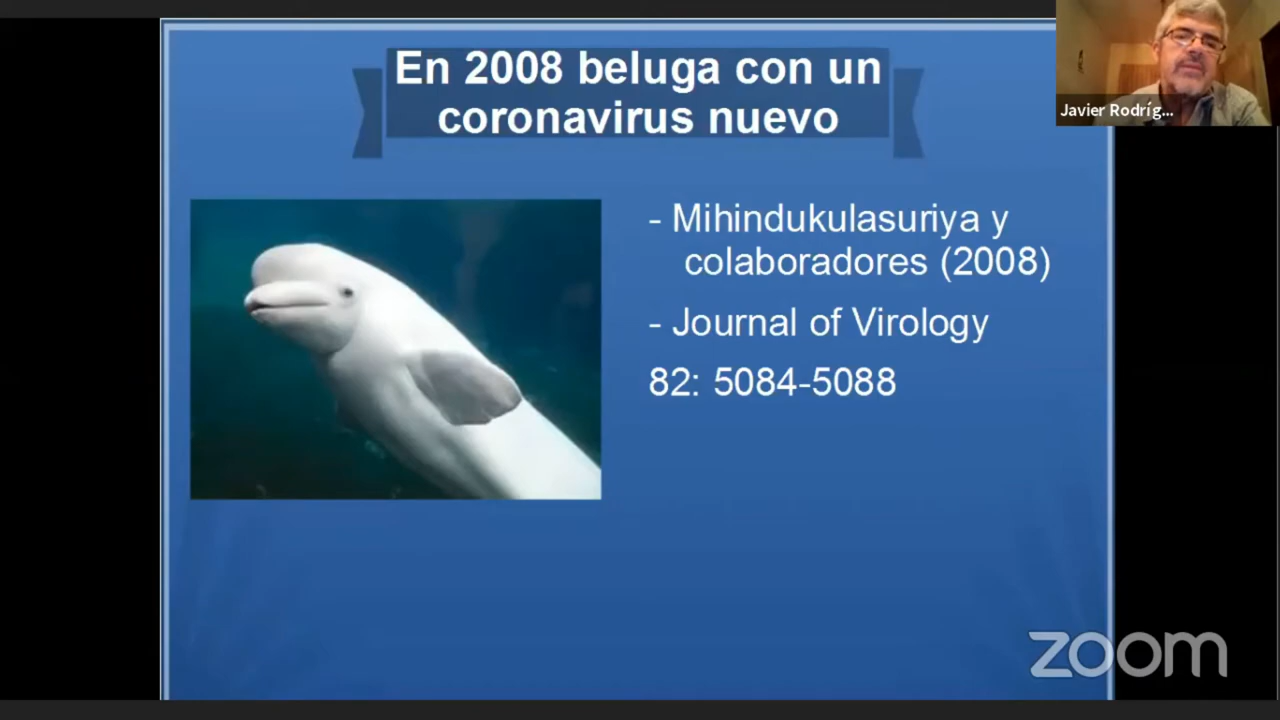 En 2008 beluga con un
coronavirus nuevo
Javier Rodríg...
- Mihindukulasuriya y
colaboradores (2008)
- Journal of Virology
82: 5084-5088
zoom